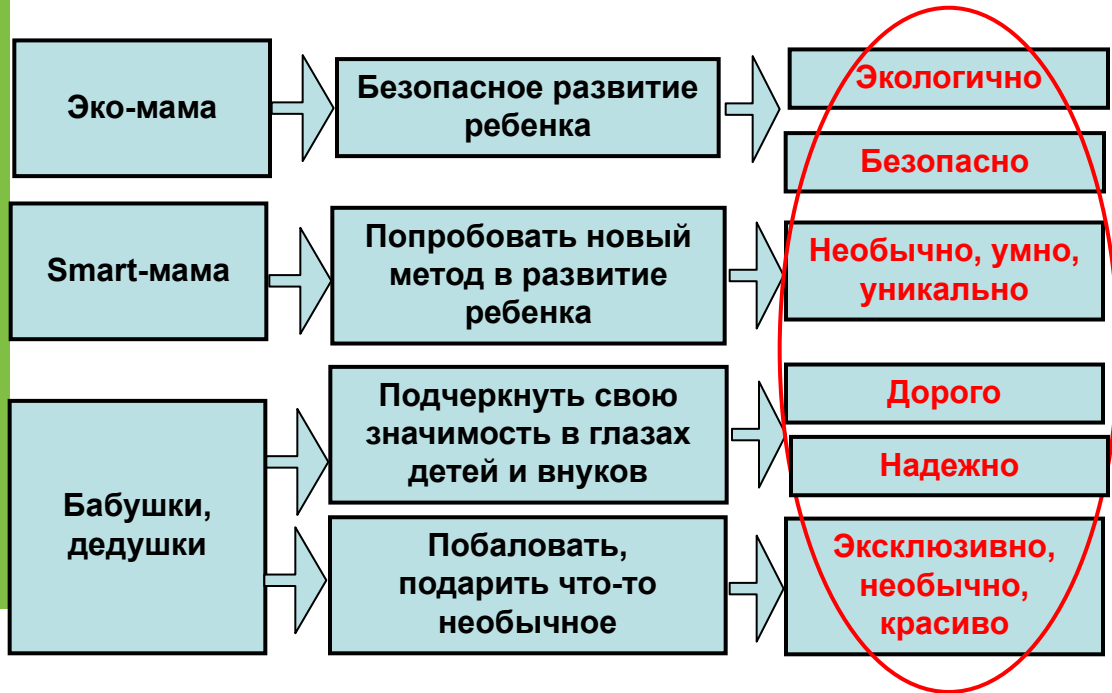 Эко-мама
Безопасное развитие
ребенка
Экологично
Безопасно
Smart-мама
Попробовать новый
метод в развитие
ребенка
Необычно, умно,
уникально
Бабушки,
дедушки
Подчеркнуть свою
значимость в глазах
детей и внуков
Дорого
Надежно
Побаловать,
подарить что-то
необычное
Эксклюзивно,
необычно,
красиво